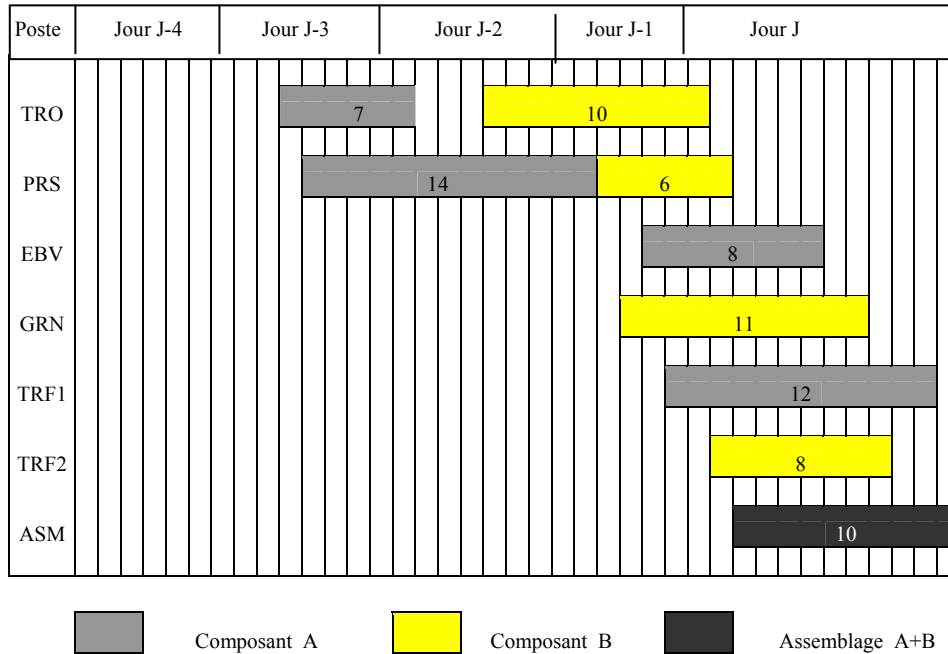 Poste Jour J-4 Jour J-3 Jour J-2 Jour J-1 Jour J
TRO 7 10
PRS 14 6
EBV 8
GRN 11
TRF1 12
TRF2 8
ASM 10
Composant A Composant B Assemblage A+B